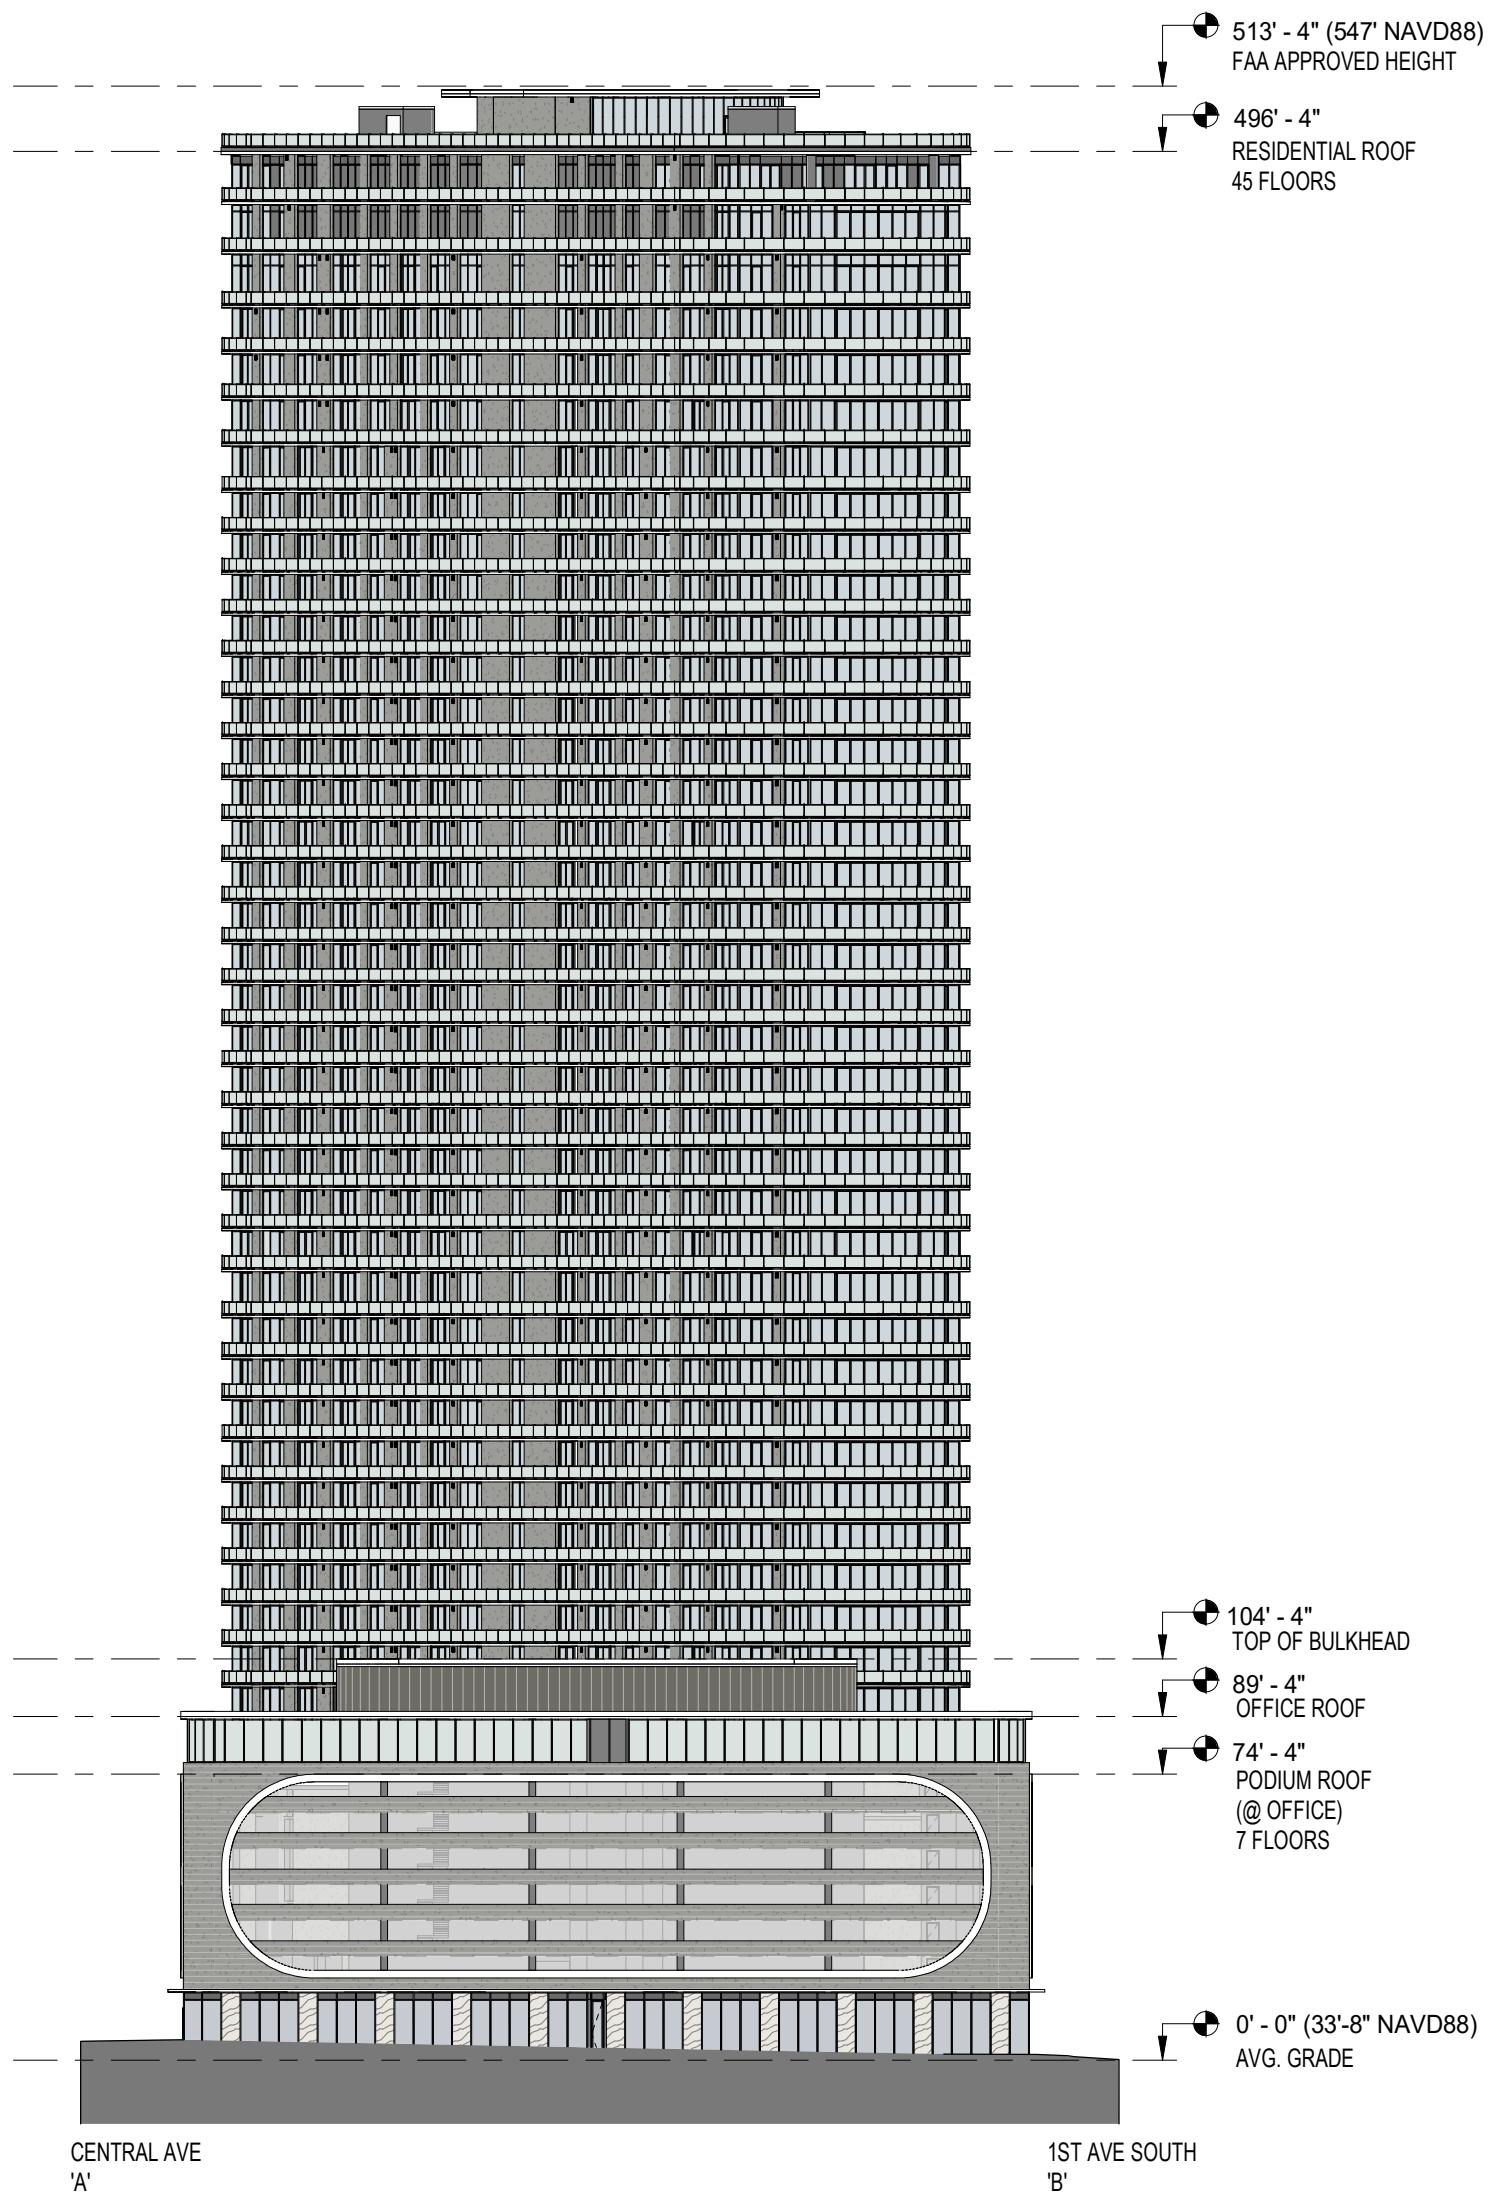 513' - 4" (547' NAVD88)
FAA APPROVED HEIGHT
496' - 4"
RESIDENTIAL ROOF
45 FLOORS
104' - 4"
TOP OF BULKHEAD
89' - 4"
OFFICE ROOF
74' - 4"
PODIUM ROOF
(@ OFFICE)
7 FLOORS
0' - 0" (33'-8" NAVD88)
AVG. GRADE
CENTRAL AVE
'A'
1ST AVE SOUTH
'B'